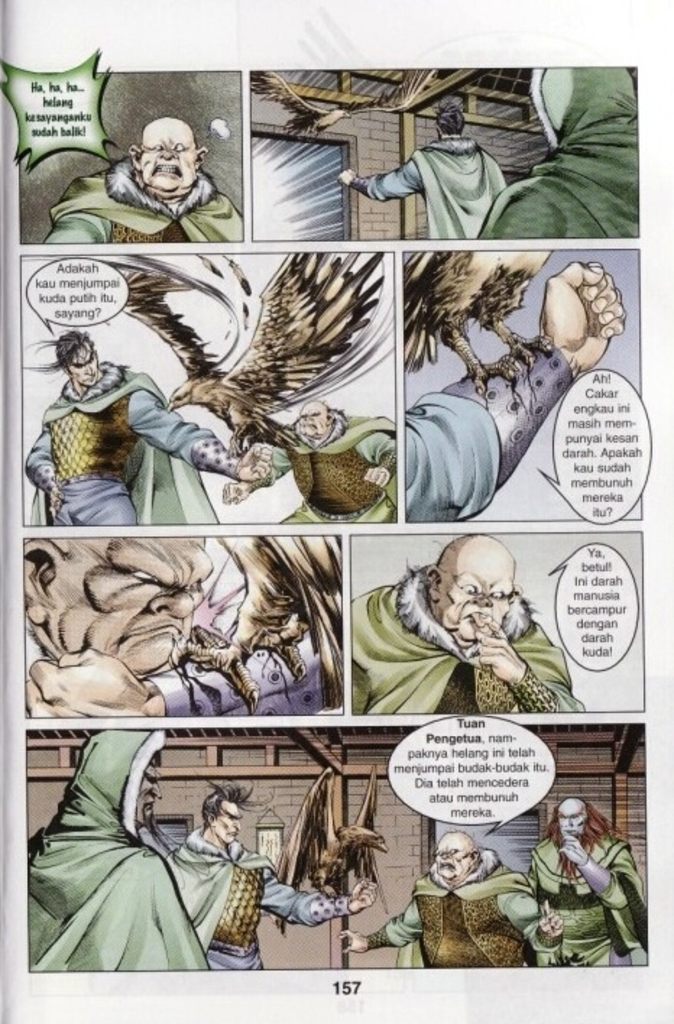 Ha, ha, ha...
helang
kesayanganku
sudah balik!
Adakah
kau menjumpai
kuda putih itu,
sayang?
Ah!
Cakar
engkau ini
masih mem-
punyai kesan
darah. Apakah
kau sudah
membunuh
mereka
itu?
Ya,
betul!
Ini darah
manusia
bercampur
dengan
darah
kuda!
Tuan
Pengetua, nam-
paknya helang ini telah
menjumpai budak-budak itu.
Dia telah mencedera
atau membunuh
mereka.
157